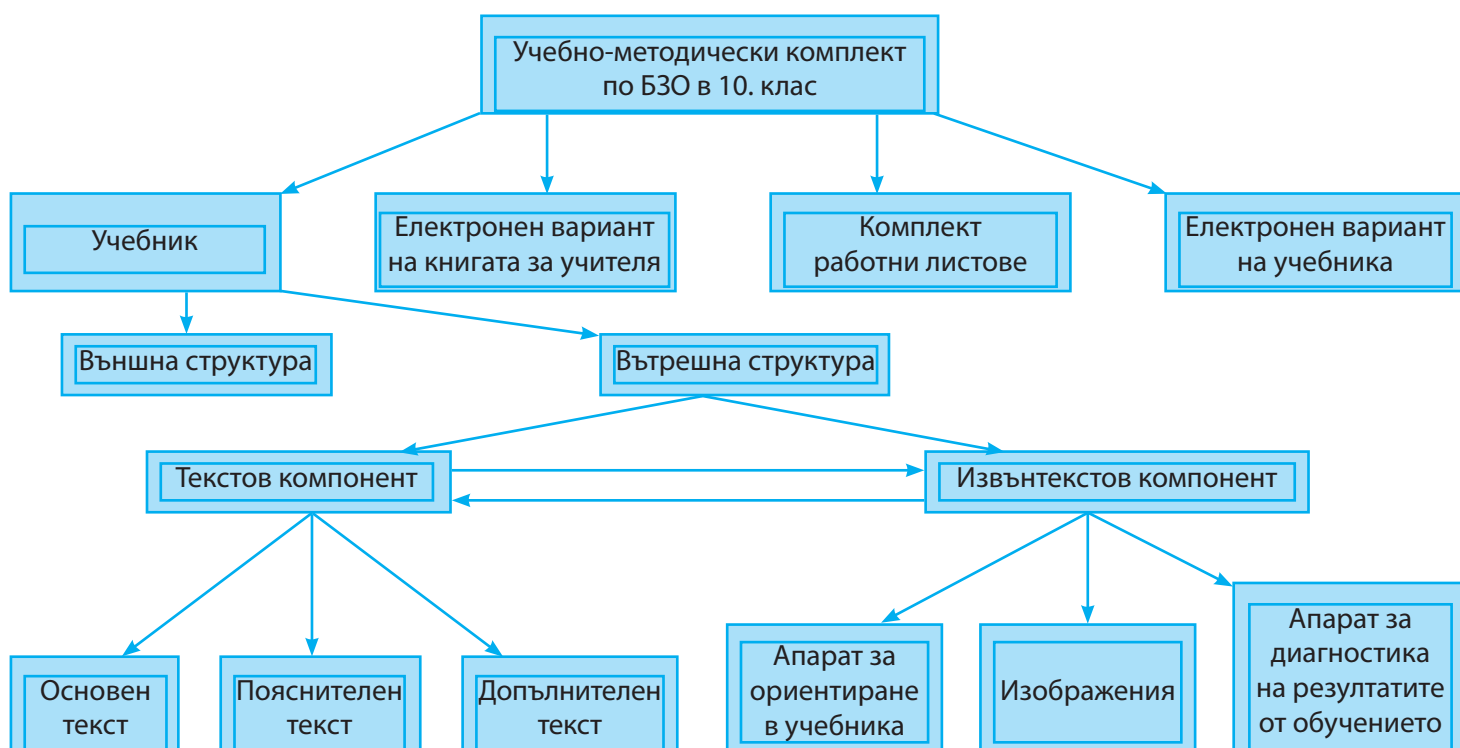 Учебно-методически комплект
по БЗО в 10. клас
Учебник
Електронен вариант
на книгата за учителя
Комплект
работни листове
Електронен вариант
на учебника
Външна структура
Вътрешна структура
Текстов компонент
Извънтекстов компонент
Основен
текст
Пояснителен
текст
Допълнителен
текст
Апарат за
ориентиране
в учебника
Изображения
Апарат за
диагностика
на резултатите
от обучението